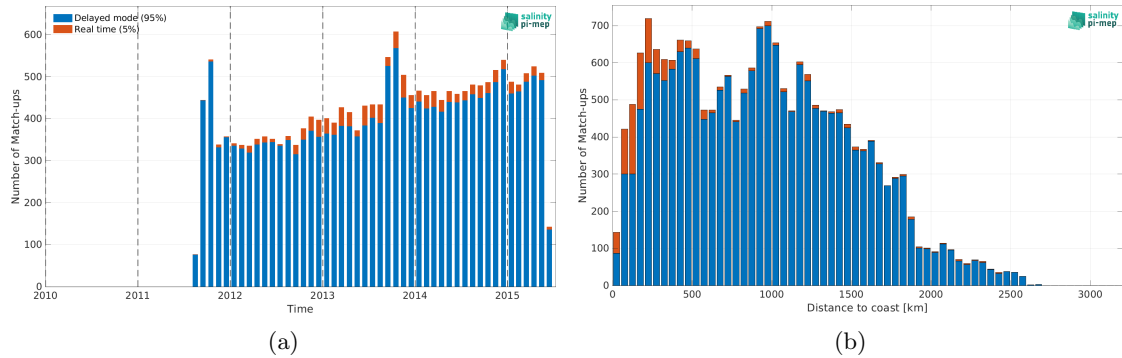 Delayed mode (95%)
Real time (5%)
salinity
pi-mep
Number of Match-ups
600
500
400
300
200
100
0
2010
2011
2012
2013
2014
2015
Time
(a)
salinity
pi-mep
Number of Match-ups
700
600
500
400
300
200
100
0
0
500
1000
1500
2000
2500
3000
Distance to coast [km]
(b)